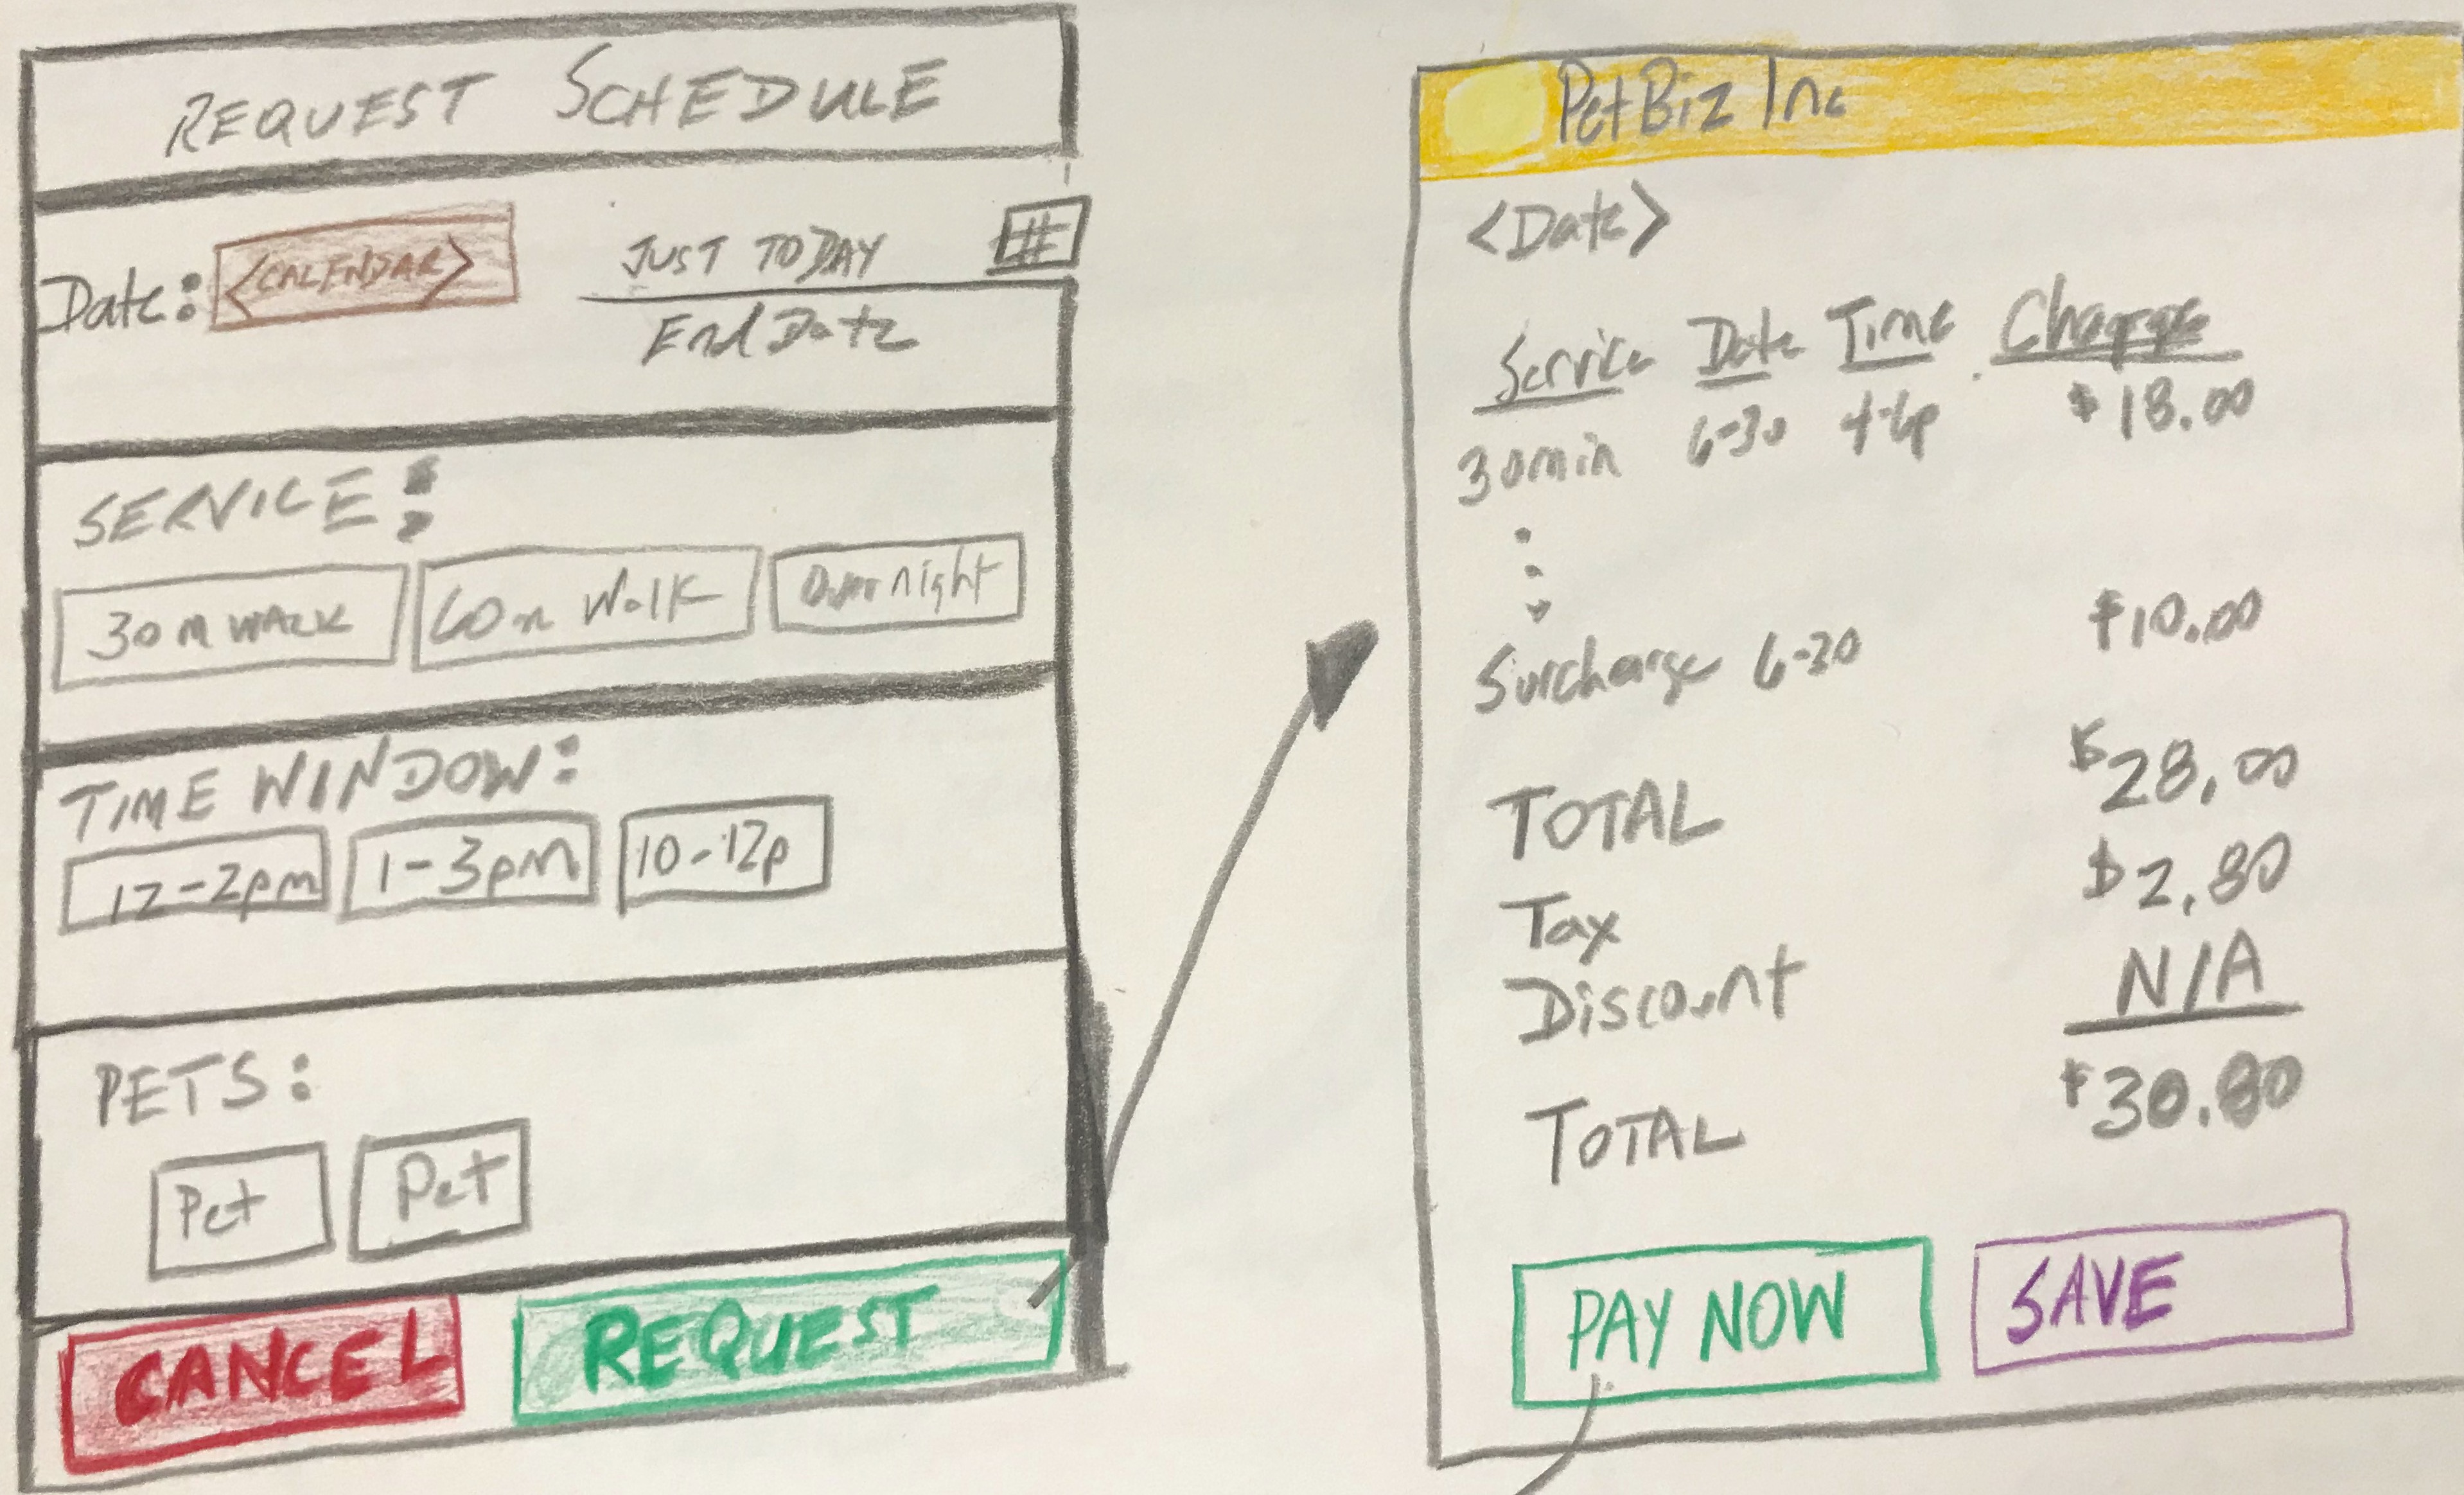 REQUEST SCHEDULE
Date: <CALENDAR> JUST TODAY #
End Date
SERVICE:
30 m WALK 60 m Walk Overnight
TIME WINDOW:
12-2pm 1-3pm 10-12p
PETS:
Pet Pet
CANCEL REQUEST
PetBiz Inc
<Date>
Service Date Time Charge
30min 6-30 4-6p $18.00
Surcharge 6-30 $10.00
TOTAL $28.00
Tax $2.80
Discount N/A
TOTAL $30.80
PAY NOW SAVE